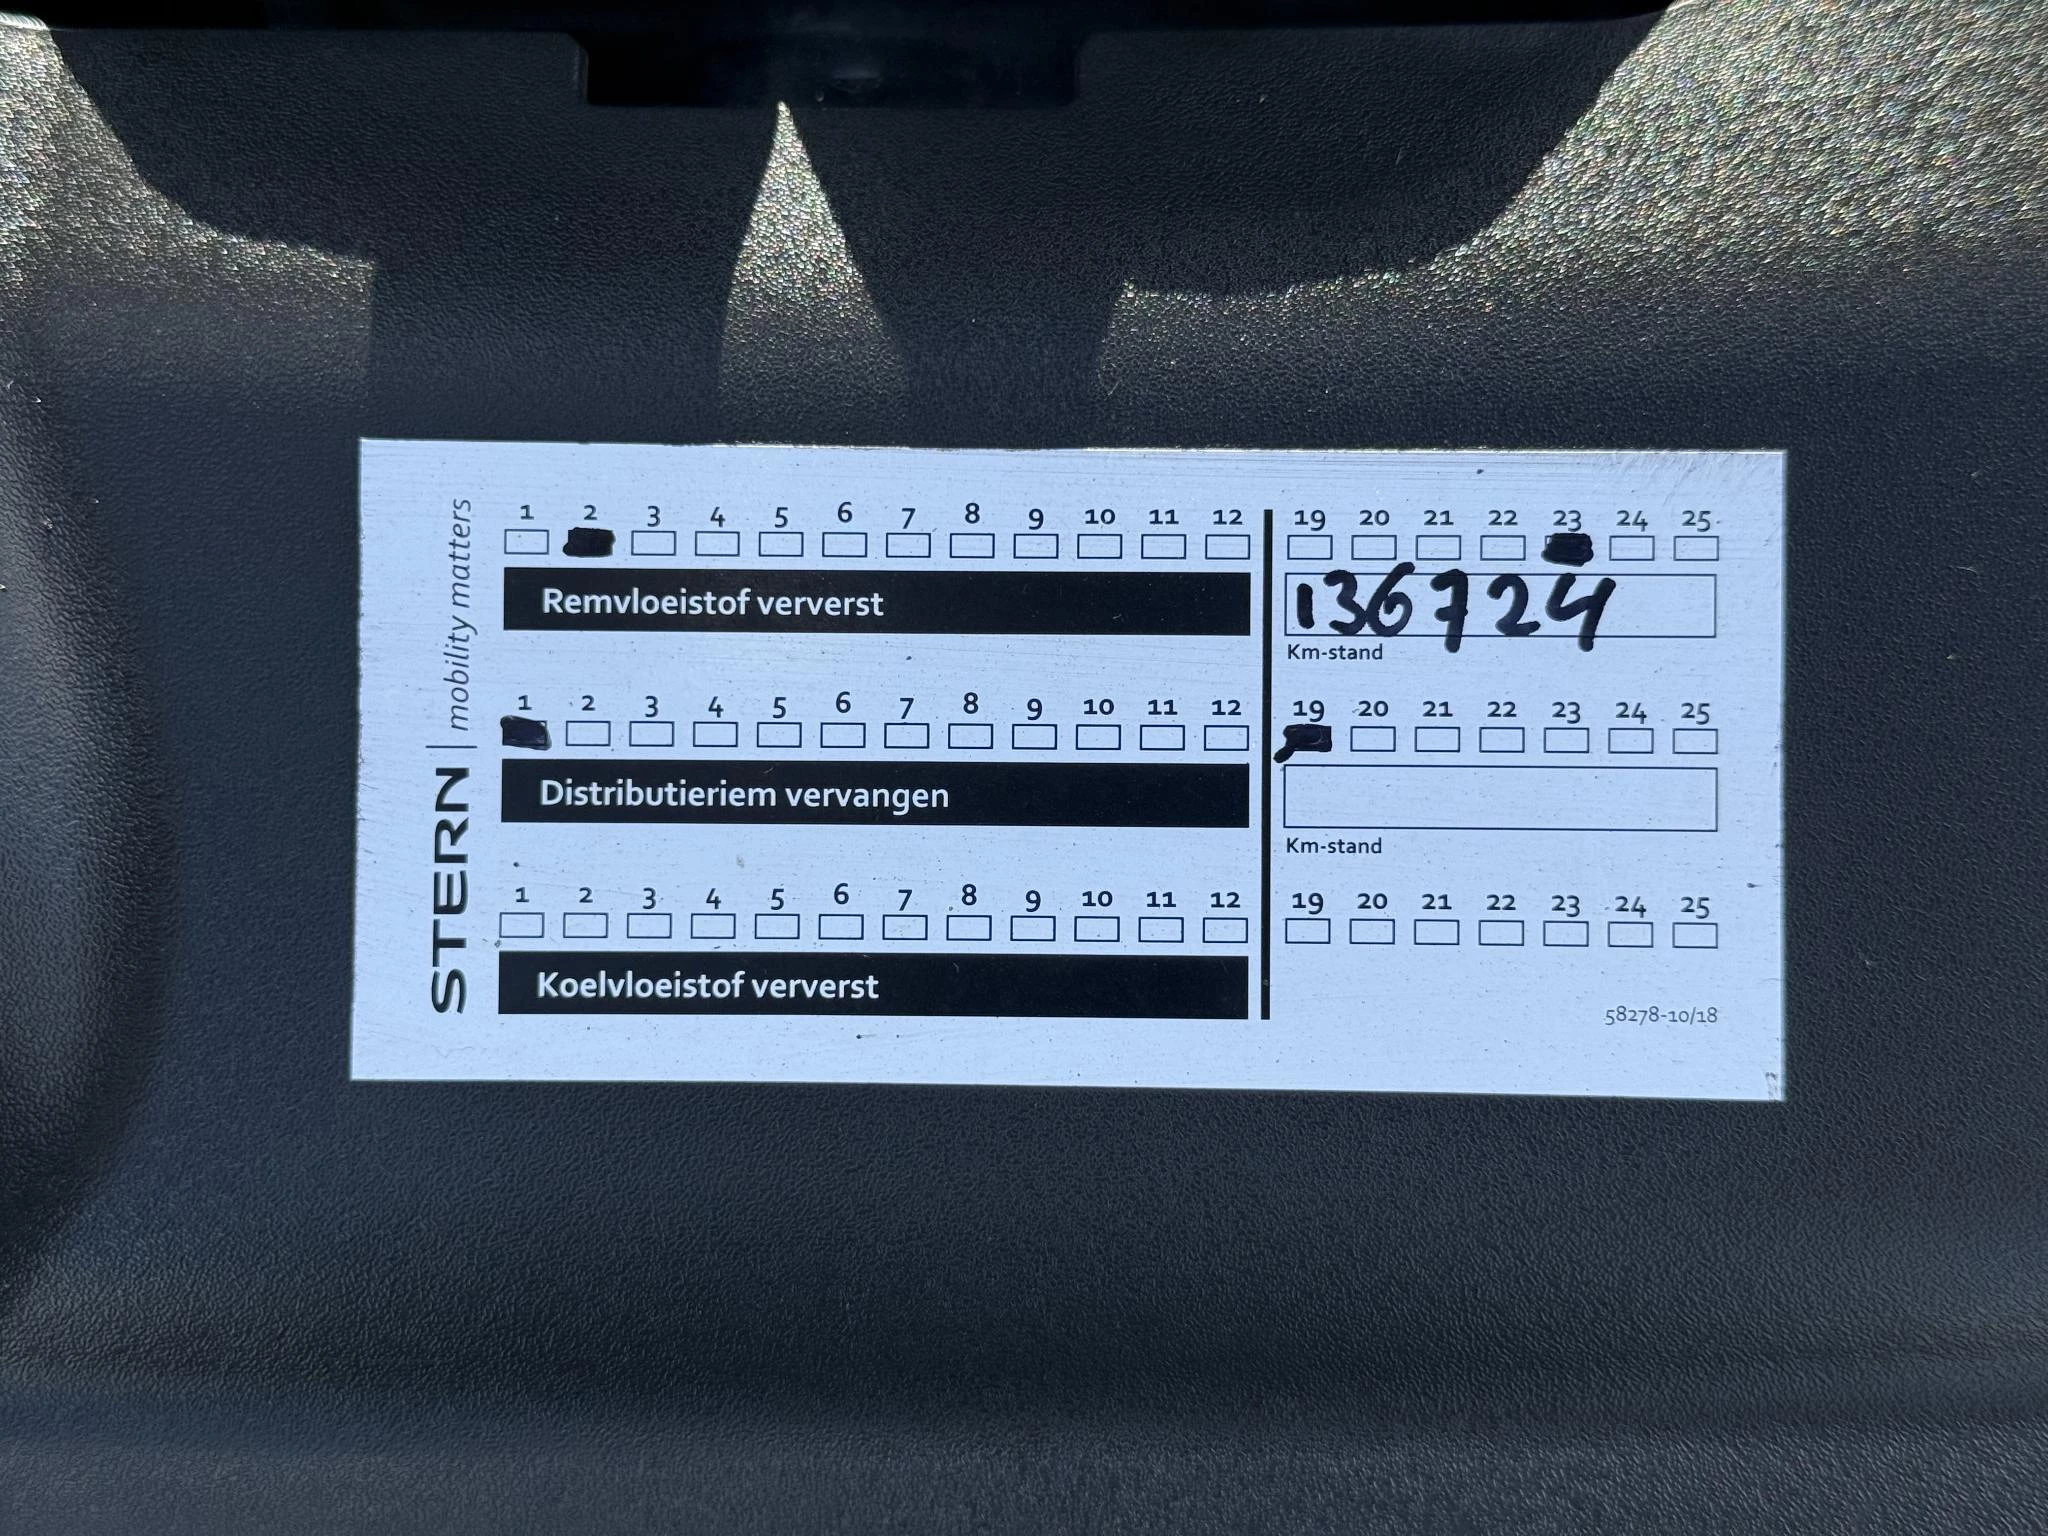 STERN | mobility matters
1 2 3 4 5 6 7 8 9 10 11 12 19 20 21 22 23 24 25
Remvloeistof ververst 136724
Km-stand
1 2 3 4 5 6 7 8 9 10 11 12 19 20 21 22 23 24 25
Distributieriem vervangen
Km-stand
1 2 3 4 5 6 7 8 9 10 11 12 19 20 21 22 23 24 25
Koelvloeistof ververst
58278-10/18